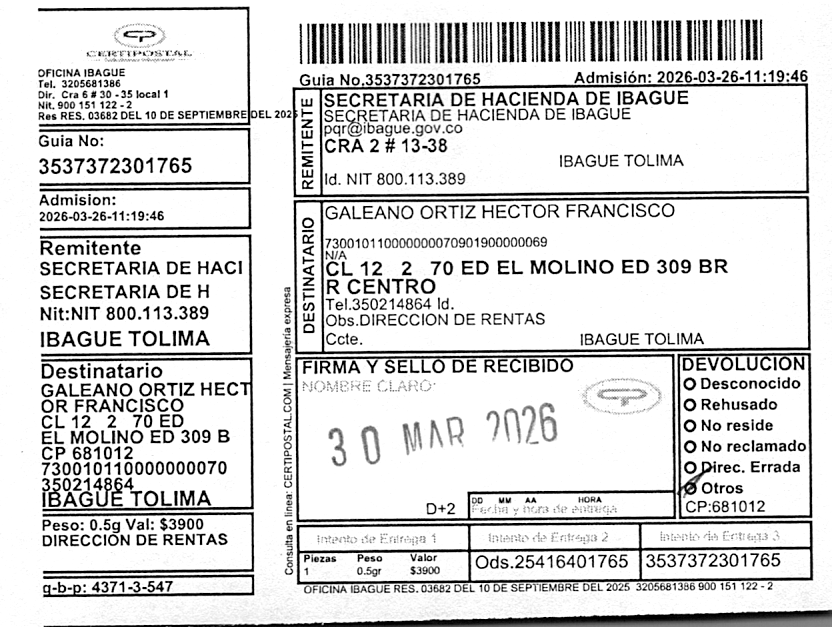 CERTIPOSTAL
OFICINA IBAGUE
Tel. 3205681386
Dir. Cra 6 # 30 - 35 local 1
Nit. 900 151 122 - 2
Res RES. 03682 DEL 10 DE SEPTIEMBRE DEL 2025
Guia No:
3537372301765
Admision:
2026-03-26-11:19:46
Remitente
SECRETARIA DE HACI
SECRETARIA DE H
Nit:NIT 800.113.389
IBAGUE TOLIMA
Destinatario
GALEANO ORTIZ HECT
OR FRANCISCO
CL 12 2 70 ED
EL MOLINO ED 309 B
CP 681012
7300101100000000070
350214864
IBAGUE TOLIMA
Peso: 0.5g Val: $3900
DIRECCIÓN DE RENTAS
g-b-p: 4371-3-547
Consulta en línea: CERTIPOSTAL.COM | Mensajería expresa
Guia No.3537372301765 Admisión: 2026-03-26-11:19:46
REMITENTE
SECRETARIA DE HACIENDA DE IBAGUE
SECRETARIA DE HACIENDA DE IBAGUE
pqr@ibague.gov.co
CRA 2 # 13-38
IBAGUE TOLIMA
Id. NIT 800.113.389
DESTINATARIO
GALEANO ORTIZ HECTOR FRANCISCO
730010110000000070901900000069
N/A
CL 12 2 70 ED EL MOLINO ED 309 BR
R CENTRO
Tel.350214864 Id.
Obs.DIRECCION DE RENTAS
Ccte. IBAGUE TOLIMA
FIRMA Y SELLO DE RECIBIDO
NOMBRE CLARO:
30 MAR 2026
D+2
DD MM AA HORA
Fecha y hora de entrega
DEVOLUCION
Desconocido
Rehusado
No reside
No reclamado
Direc. Errada
Otros
CP:681012
Intento de Entrega 1 Intento de Entrega 2 Intento de Entrega 3
Piezas Peso Valor
1 0.5gr $3900
Ods.25416401765 3537372301765
OFICINA IBAGUE RES. 03682 DEL 10 DE SEPTIEMBRE DEL 2025 3205681386 900 151 122 - 2